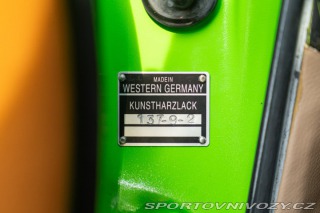 MADE IN
WESTERN GERMANY
KUNSTHARZLACK
137-9-2
SPORTOVNIVOZY.CZ